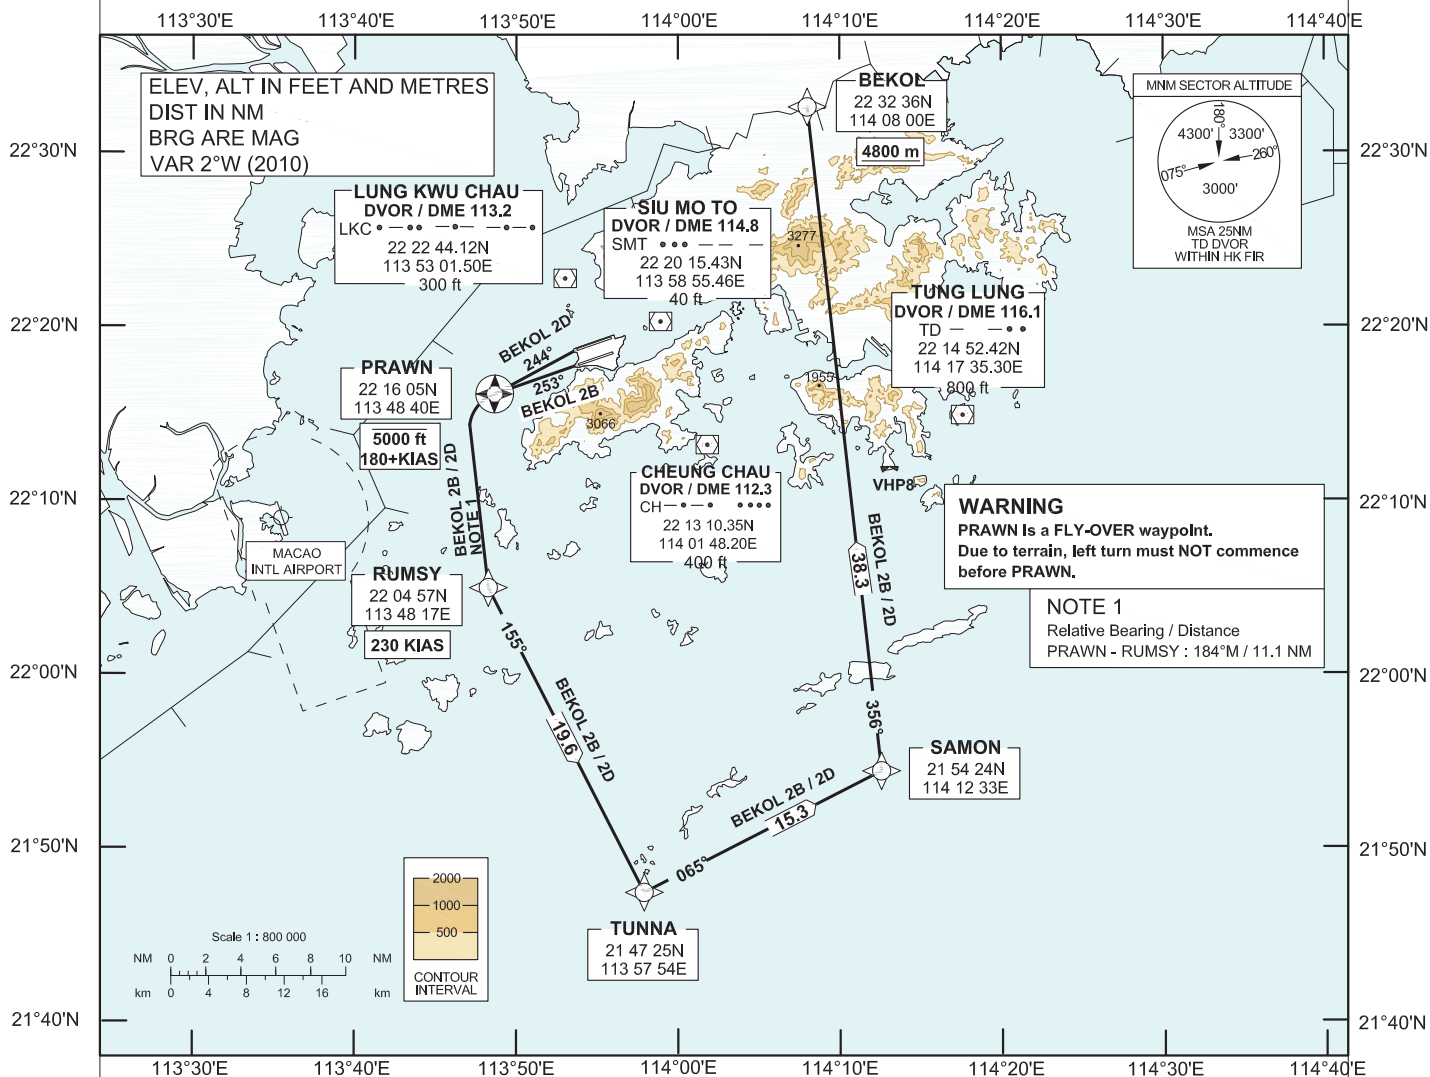 113°30'E 113°40'E 113°50'E 114°00'E 114°10'E 114°20'E 114°30'E 114°40'E
ELEV, ALT IN FEET AND METRES
DIST IN NM
BRG ARE MAG
VAR 2°W (2010)
BEKOL
22 32 36N
114 08 00E
4800 m
MNM SECTOR ALTITUDE
180°
4300' 3300'
260°
075°
3000'
MSA 25NM
TD DVOR
WITHIN HK FIR
22°30'N
22°30'N
LUNG KWU CHAU
DVOR / DME 113.2
LKC
22 22 44.12N
113 53 01.50E
300 ft
SIU MO TO
DVOR / DME 114.8
SMT
22 20 15.43N
113 58 55.46E
40 ft
3277
TUNG LUNG
DVOR / DME 116.1
TD
22 14 52.42N
114 17 35.30E
800 ft
22°20'N
22°20'N
BEKOL 2D
244°
253°
BEKOL 2B
PRAWN
22 16 05N
113 48 40E
5000 ft
180+KIAS
1955
3066
BEKOL 2B / 2D
NOTE 1
CHEUNG CHAU
DVOR / DME 112.3
CH
22 13 10.35N
114 01 48.20E
400 ft
VHP8
22°10'N
22°10'N
WARNING
PRAWN Is a FLY-OVER waypoint.
Due to terrain, left turn must NOT commence
before PRAWN.
MACAO
INTL AIRPORT
RUMSY
22 04 57N
113 48 17E
230 KIAS
BEKOL 2B / 2D
38.3
NOTE 1
Relative Bearing / Distance
PRAWN - RUMSY : 184°M / 11.1 NM
155°
22°00'N
22°00'N
BEKOL 2B / 2D
19.6
356°
SAMON
21 54 24N
114 12 33E
BEKOL 2B / 2D
15.3
065°
21°50'N
21°50'N
TUNNA
21 47 25N
113 57 54E
2000
1000
500
CONTOUR
INTERVAL
Scale 1 : 800 000
NM 0 2 4 6 8 10 NM
km 0 4 8 12 16 km
21°40'N
21°40'N
113°30'E 113°40'E 113°50'E 114°00'E 114°10'E 114°20'E 114°30'E 114°40'E